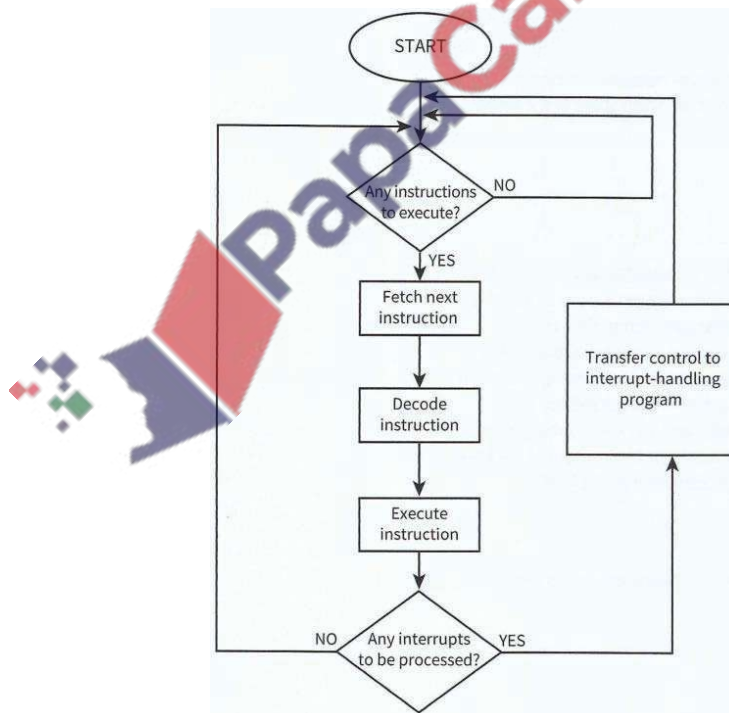 START
PapaCa
Any instructions
to execute?
NO
YES
Fetch next
instruction
Transfer control to
interrupt-handling
program
Decode
instruction
Execute
instruction
NO
Any interrupts
to be processed?
YES